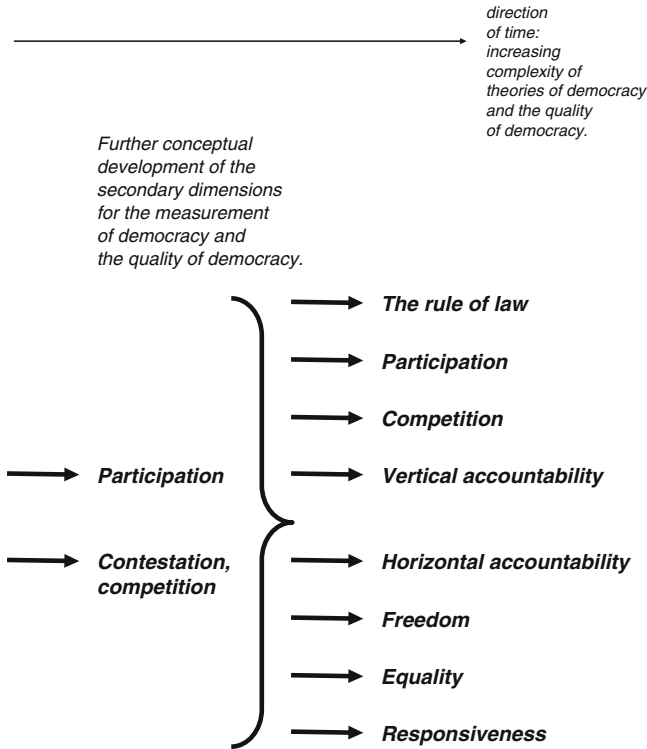 direction
of time:
increasing
complexity of
theories of democracy
and the quality
of democracy.
Further conceptual
development of the
secondary dimensions
for the measurement
of democracy and
the quality of democracy.
Participation
Contestation,
competition
The rule of law
Participation
Competition
Vertical accountability
Horizontal accountability
Freedom
Equality
Responsiveness